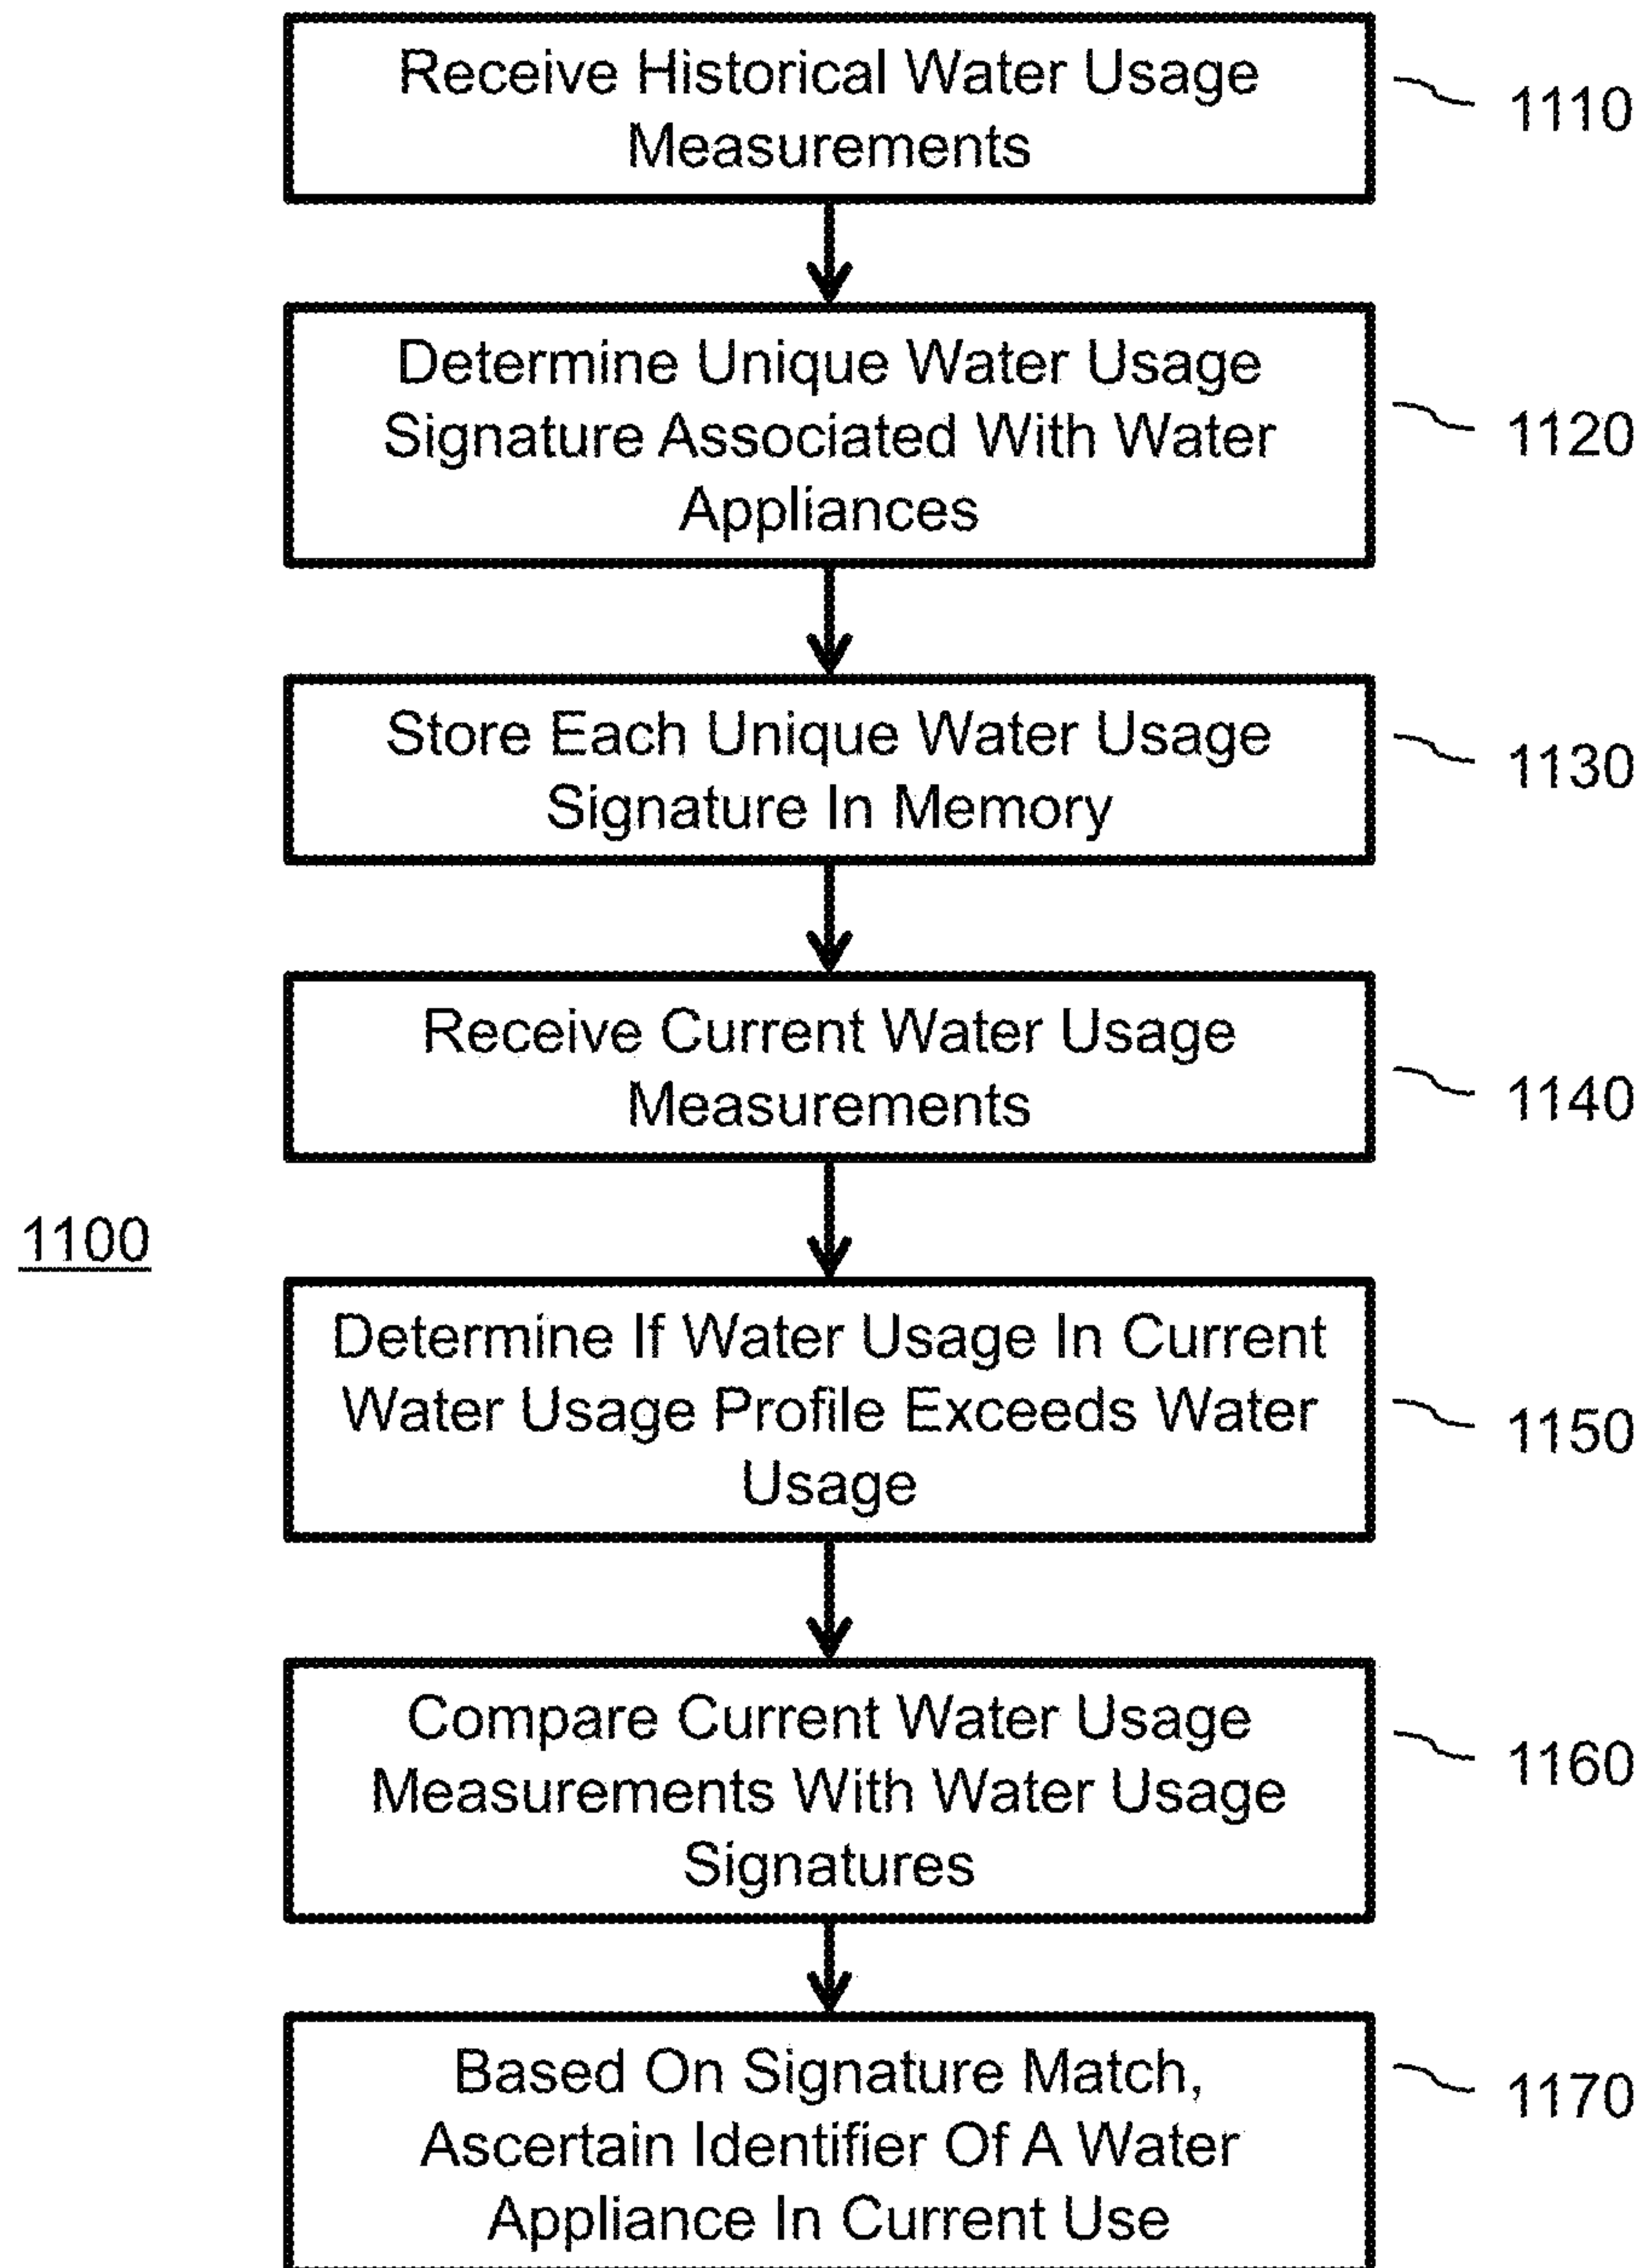 Receive Historical Water Usage
Measurements
1110
Determine Unique Water Usage
Signature Associated With Water
Appliances
1120
Store Each Unique Water Usage
Signature In Memory
1130
Receive Current Water Usage
Measurements
1140
1100
Determine If Water Usage In Current
Water Usage Profile Exceeds Water
Usage
1150
Compare Current Water Usage
Measurements With Water Usage
Signatures
1160
Based On Signature Match,
Ascertain Identifier Of A Water
Appliance In Current Use
1170